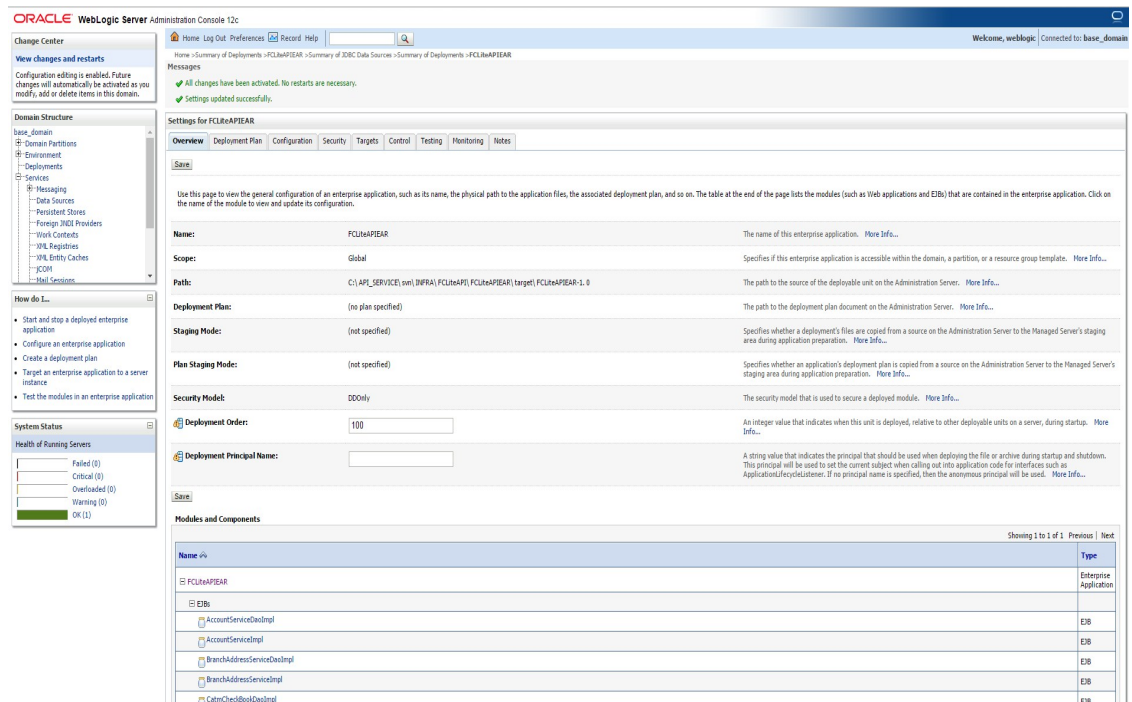 ORACLE WebLogic Server Administration Console 12c
Change Center
View changes and restarts
Configuration editing is enabled. Future
changes will automatically be activated as you
modify, add or delete items in this domain.
Domain Structure
base_domain
Domain Partitions
Environment
Deployments
Services
Messaging
Data Sources
Persistent Stores
Foreign JNDI Providers
Work Contexts
XML Registries
XML Entity Caches
jCOM
Mail Sessions
How do I...
Start and stop a deployed enterprise
application
Configure an enterprise application
Create a deployment plan
Target an enterprise application to a server
instance
Test the modules in an enterprise application
System Status
Health of Running Servers
Failed (0)
Critical (0)
Overloaded (0)
Warning (0)
OK (1)
Home Log Out Preferences Record Help
Welcome, weblogic Connected to: base_domain
Home >Summary of Deployments >FCLiteAPIEAR >Summary of JDBC Data Sources >Summary of Deployments >FCLiteAPIEAR
Messages
All changes have been activated. No restarts are necessary.
Settings updated successfully.
Settings for FCLiteAPIEAR
Overview Deployment Plan Configuration Security Targets Control Testing Monitoring Notes
Save
Use this page to view the general configuration of an enterprise application, such as its name, the physical path to the application files, the associated deployment plan, and so on. The table at the end of the page lists the modules (such as Web applications and EJBs) that are contained in the enterprise application. Click on
the name of the module to view and update its configuration.
Name: FCLiteAPIEAR The name of this enterprise application. More Info...
Scope: Global Specifies if this enterprise application is accessible within the domain, a partition, or a resource group template. More Info...
Path: C:\ API_SERVICE\ svn\ INFRA\ FCLiteAPI\ FCLiteAPIEAR\ target\ FCLiteAPIEAR-1. 0 The path to the source of the deployable unit on the Administration Server. More Info...
Deployment Plan: (no plan specified) The path to the deployment plan document on the Administration Server. More Info...
Staging Mode: (not specified) Specifies whether a deployment's files are copied from a source on the Administration Server to the Managed Server's staging
area during application preparation. More Info...
Plan Staging Mode: (not specified) Specifies whether an application's deployment plan is copied from a source on the Administration Server to the Managed Server's
staging area during application preparation. More Info...
Security Model: DDOnly The security model that is used to secure a deployed module. More Info...
Deployment Order: 100 An integer value that indicates when this unit is deployed, relative to other deployable units on a server, during startup. More
Info...
Deployment Principal Name: A string value that indicates the principal that should be used when deploying the file or archive during startup and shutdown.
This principal will be used to set the current subject when calling out into application code for interfaces such as
ApplicationLifecycleListener. If no principal name is specified, then the anonymous principal will be used. More Info...
Save
Modules and Components
Showing 1 to 1 of 1 Previous | Next
Name Type
FCLiteAPIEAR Enterprise
Application
EJBs
AccountServiceDaoImpl EJB
AccountServiceImpl EJB
BranchAddressServiceDaoImpl EJB
BranchAddressServiceImpl EJB
CatmCheckBookDaoImpl EJB